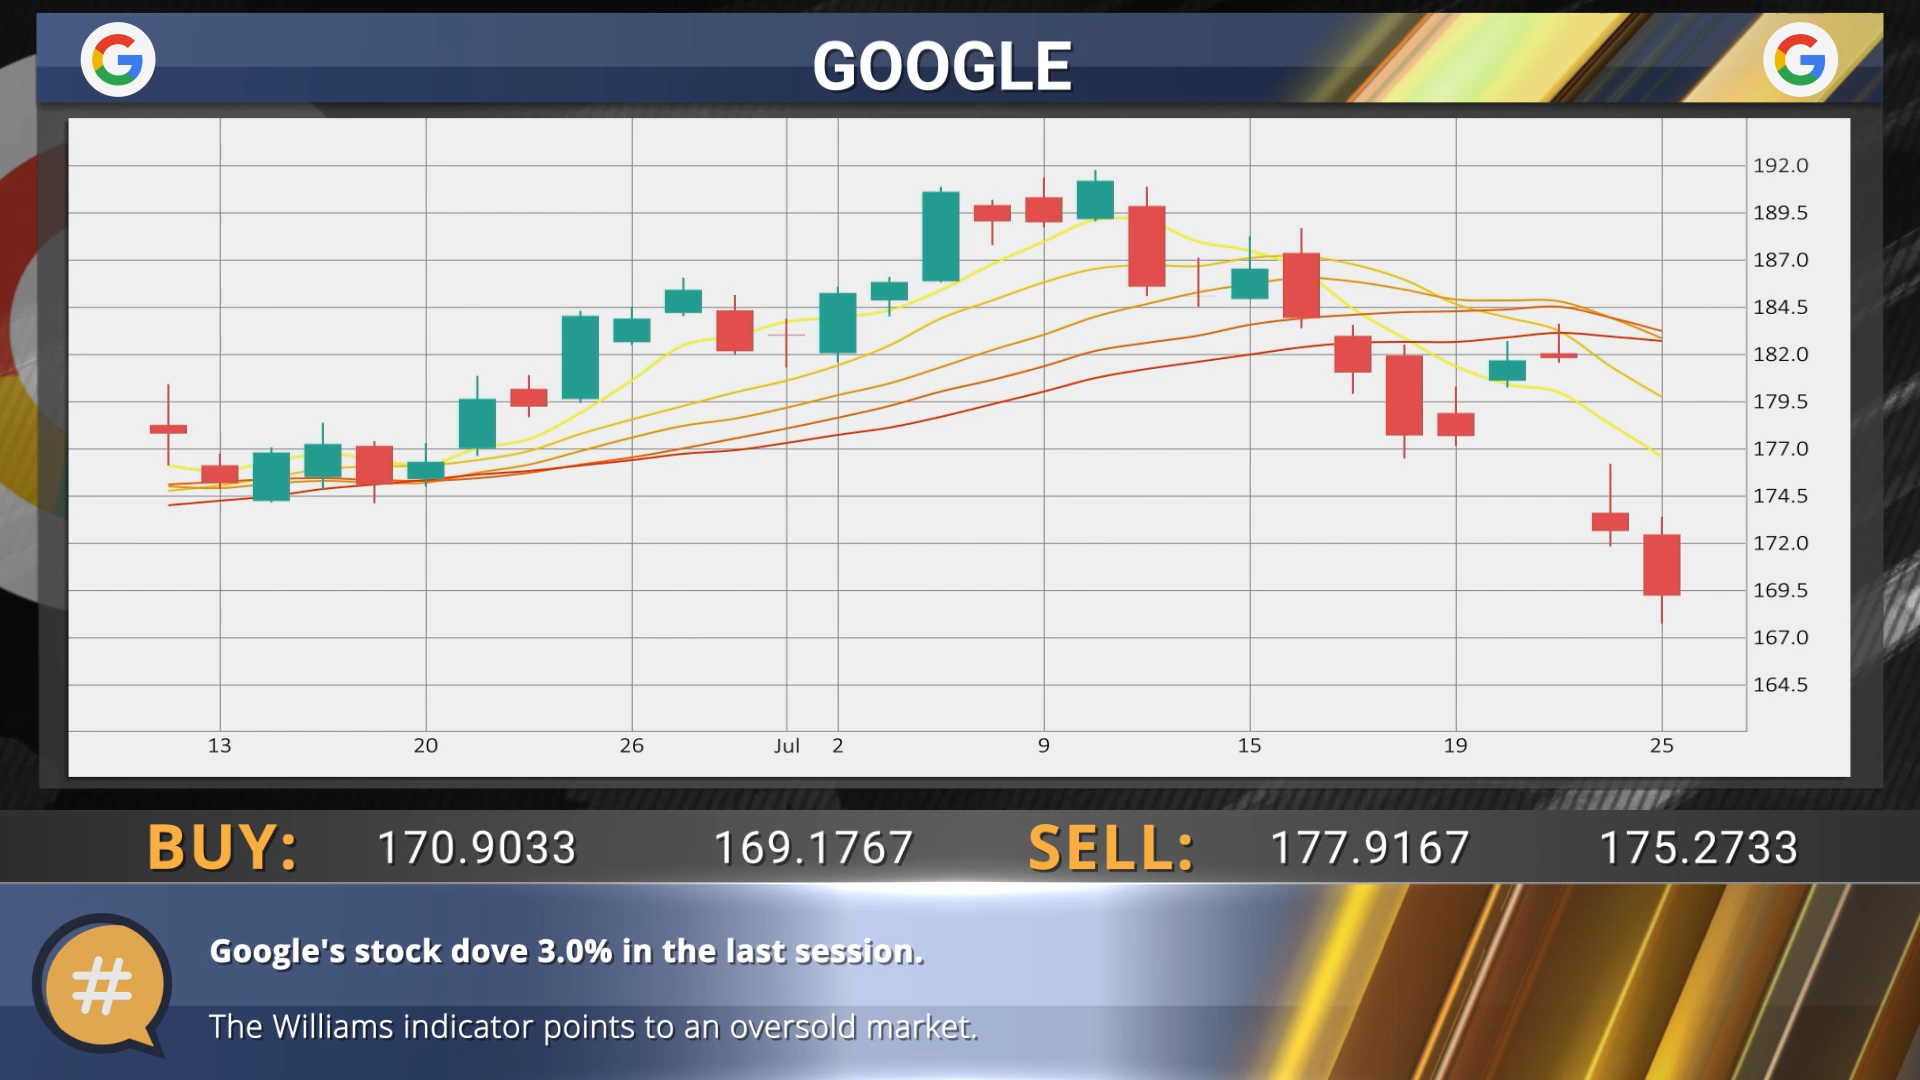 GOOGLE
192.0
189.5
187.0
184.5
182.0
179.5
177.0
174.5
172.0
169.5
167.0
164.5
13 20 26 Jul 2 9 15 19 25
BUY: 170.9033 169.1767 SELL: 177.9167 175.2733
#
Google's stock dove 3.0% in the last session.
The Williams indicator points to an oversold market.